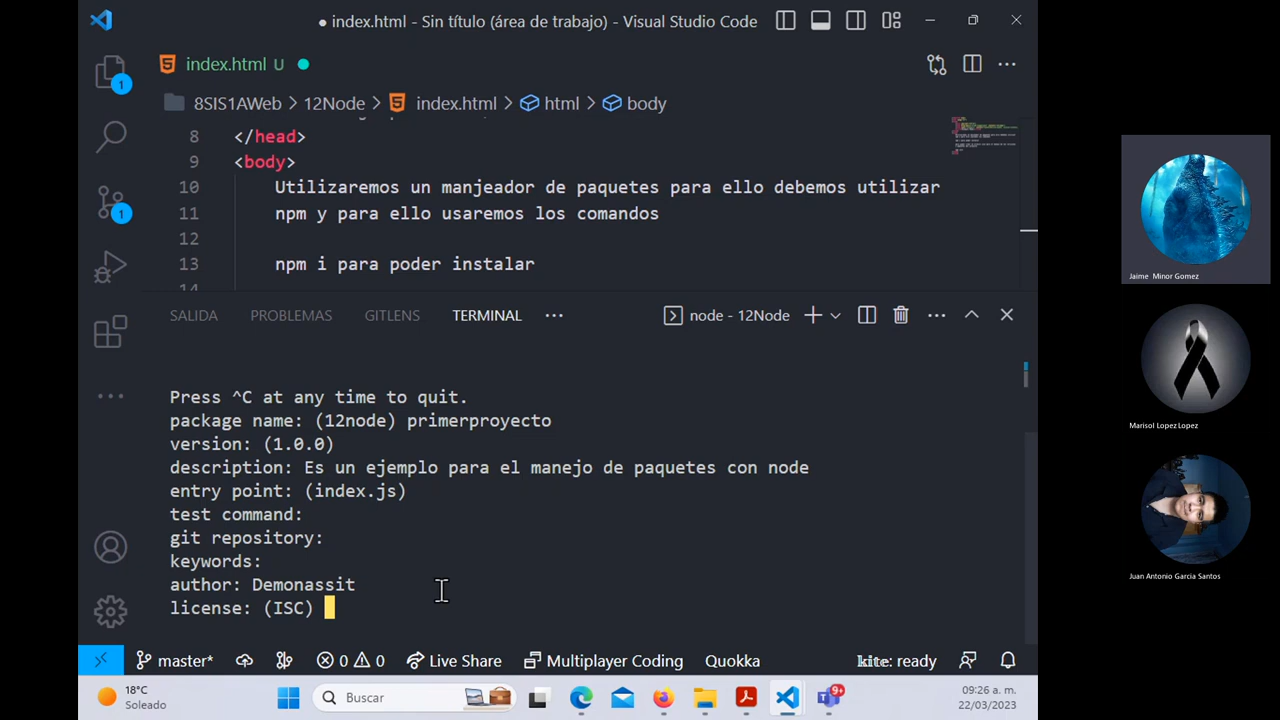 ● index.html - Sin título (área de trabajo) - Visual Studio Code
index.html U
8SIS1AWeb > 12Node > index.html > html > body
8 </head>
9 <body>
10 Utilizaremos un manjeador de paquetes para ello debemos utilizar
11 npm y para ello usaremos los comandos
12
13 npm i para poder instalar
SALIDA PROBLEMAS GITLENS TERMINAL ··· node - 12Node
Press ^C at any time to quit.
package name: (12node) primerproyecto
version: (1.0.0)
description: Es un ejemplo para el manejo de paquetes con node
entry point: (index.js)
test command:
git repository:
keywords:
author: Demonassit
license: (ISC)
master* 0 0 Live Share Multiplayer Coding Quokka kite: ready
18°C
Soleado
Buscar
09:26 a. m.
22/03/2023
1
1
9+
Jaime Minor Gomez
Marisol Lopez Lopez
Juan Antonio Garcia Santos